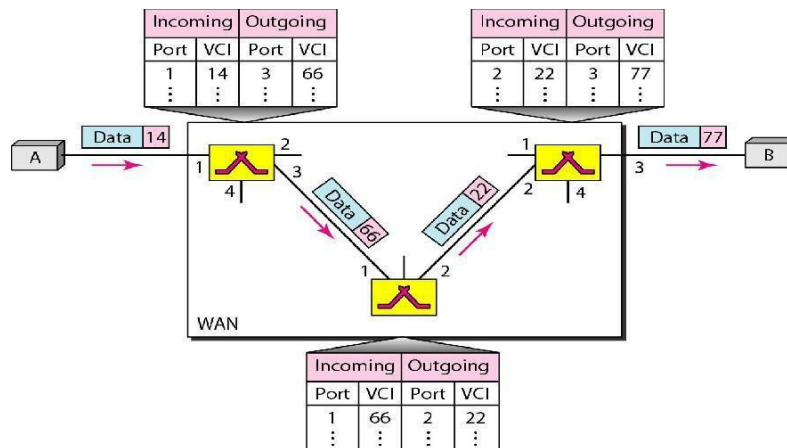 Incoming Outgoing
Port VCI Port VCI
1 14 3 66
⋮ ⋮ ⋮ ⋮
Incoming Outgoing
Port VCI Port VCI
2 22 3 77
⋮ ⋮ ⋮ ⋮
A
Data 14
1
2
3
4
Data 66
Data 22
1
2
3
4
Data 77
B
1
2
WAN
Incoming Outgoing
Port VCI Port VCI
1 66 2 22
⋮ ⋮ ⋮ ⋮